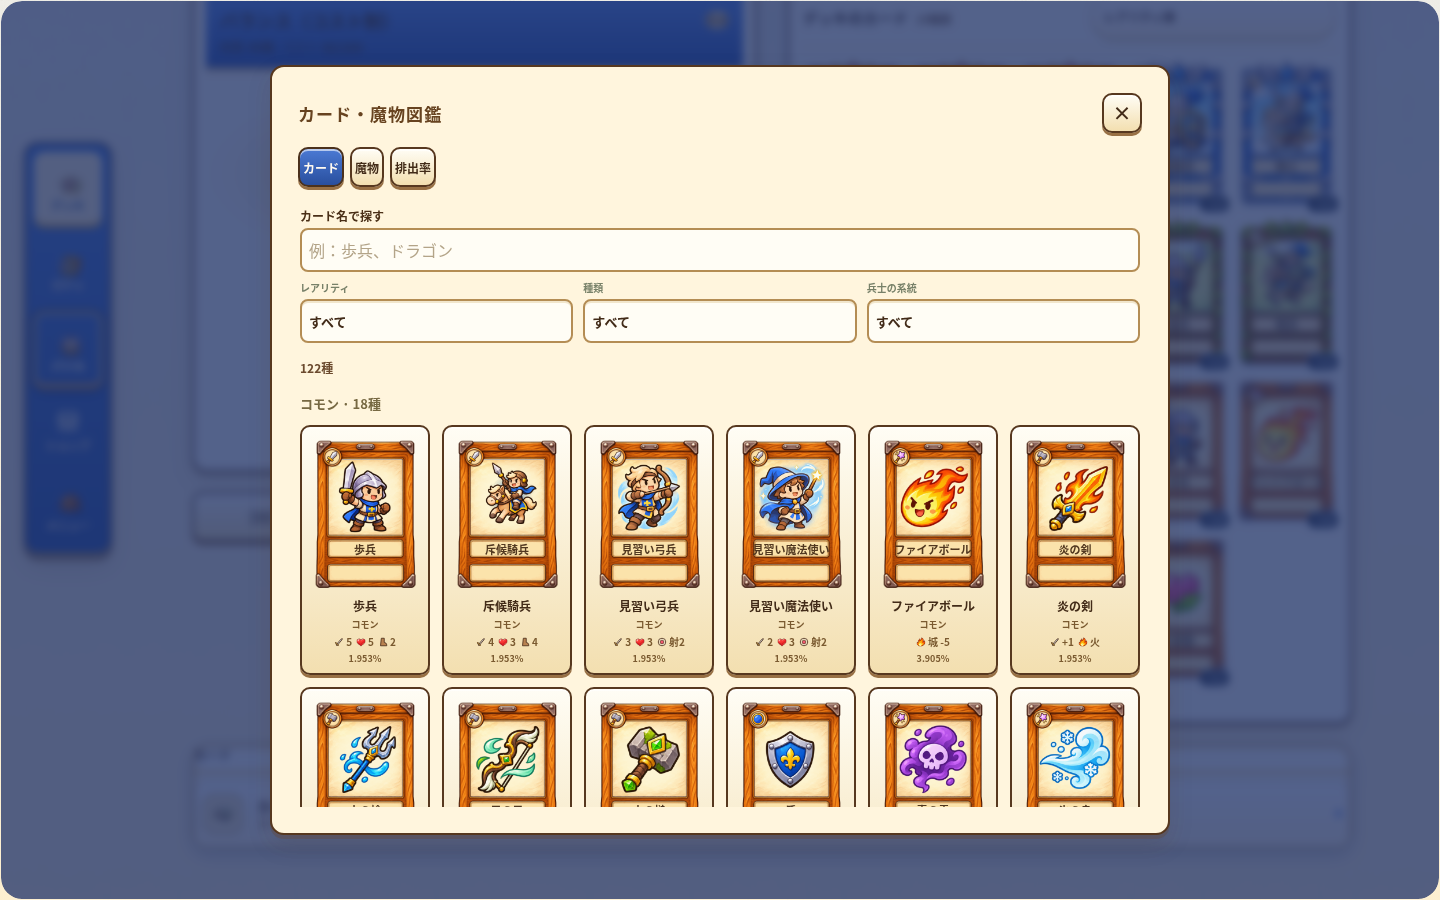 カード・魔物図鑑
カード
魔物
排出率
カード名で探す
例：歩兵、ドラゴン
レアリティ
種類
兵士の系統
すべて
すべて
すべて
122種
コモン · 18種
歩兵
斥候騎兵
見習い弓兵
見習い魔法使い
ファイアボール
炎の剣
歩兵
斥候騎兵
見習い弓兵
見習い魔法使い
ファイアボール
炎の剣
コモン
コモン
コモン
コモン
コモン
コモン
5 5 2
4 3 4
3 3 射2
2 3 射2
城 -5
+1 火
1.953%
1.953%
1.953%
1.953%
3.905%
1.953%